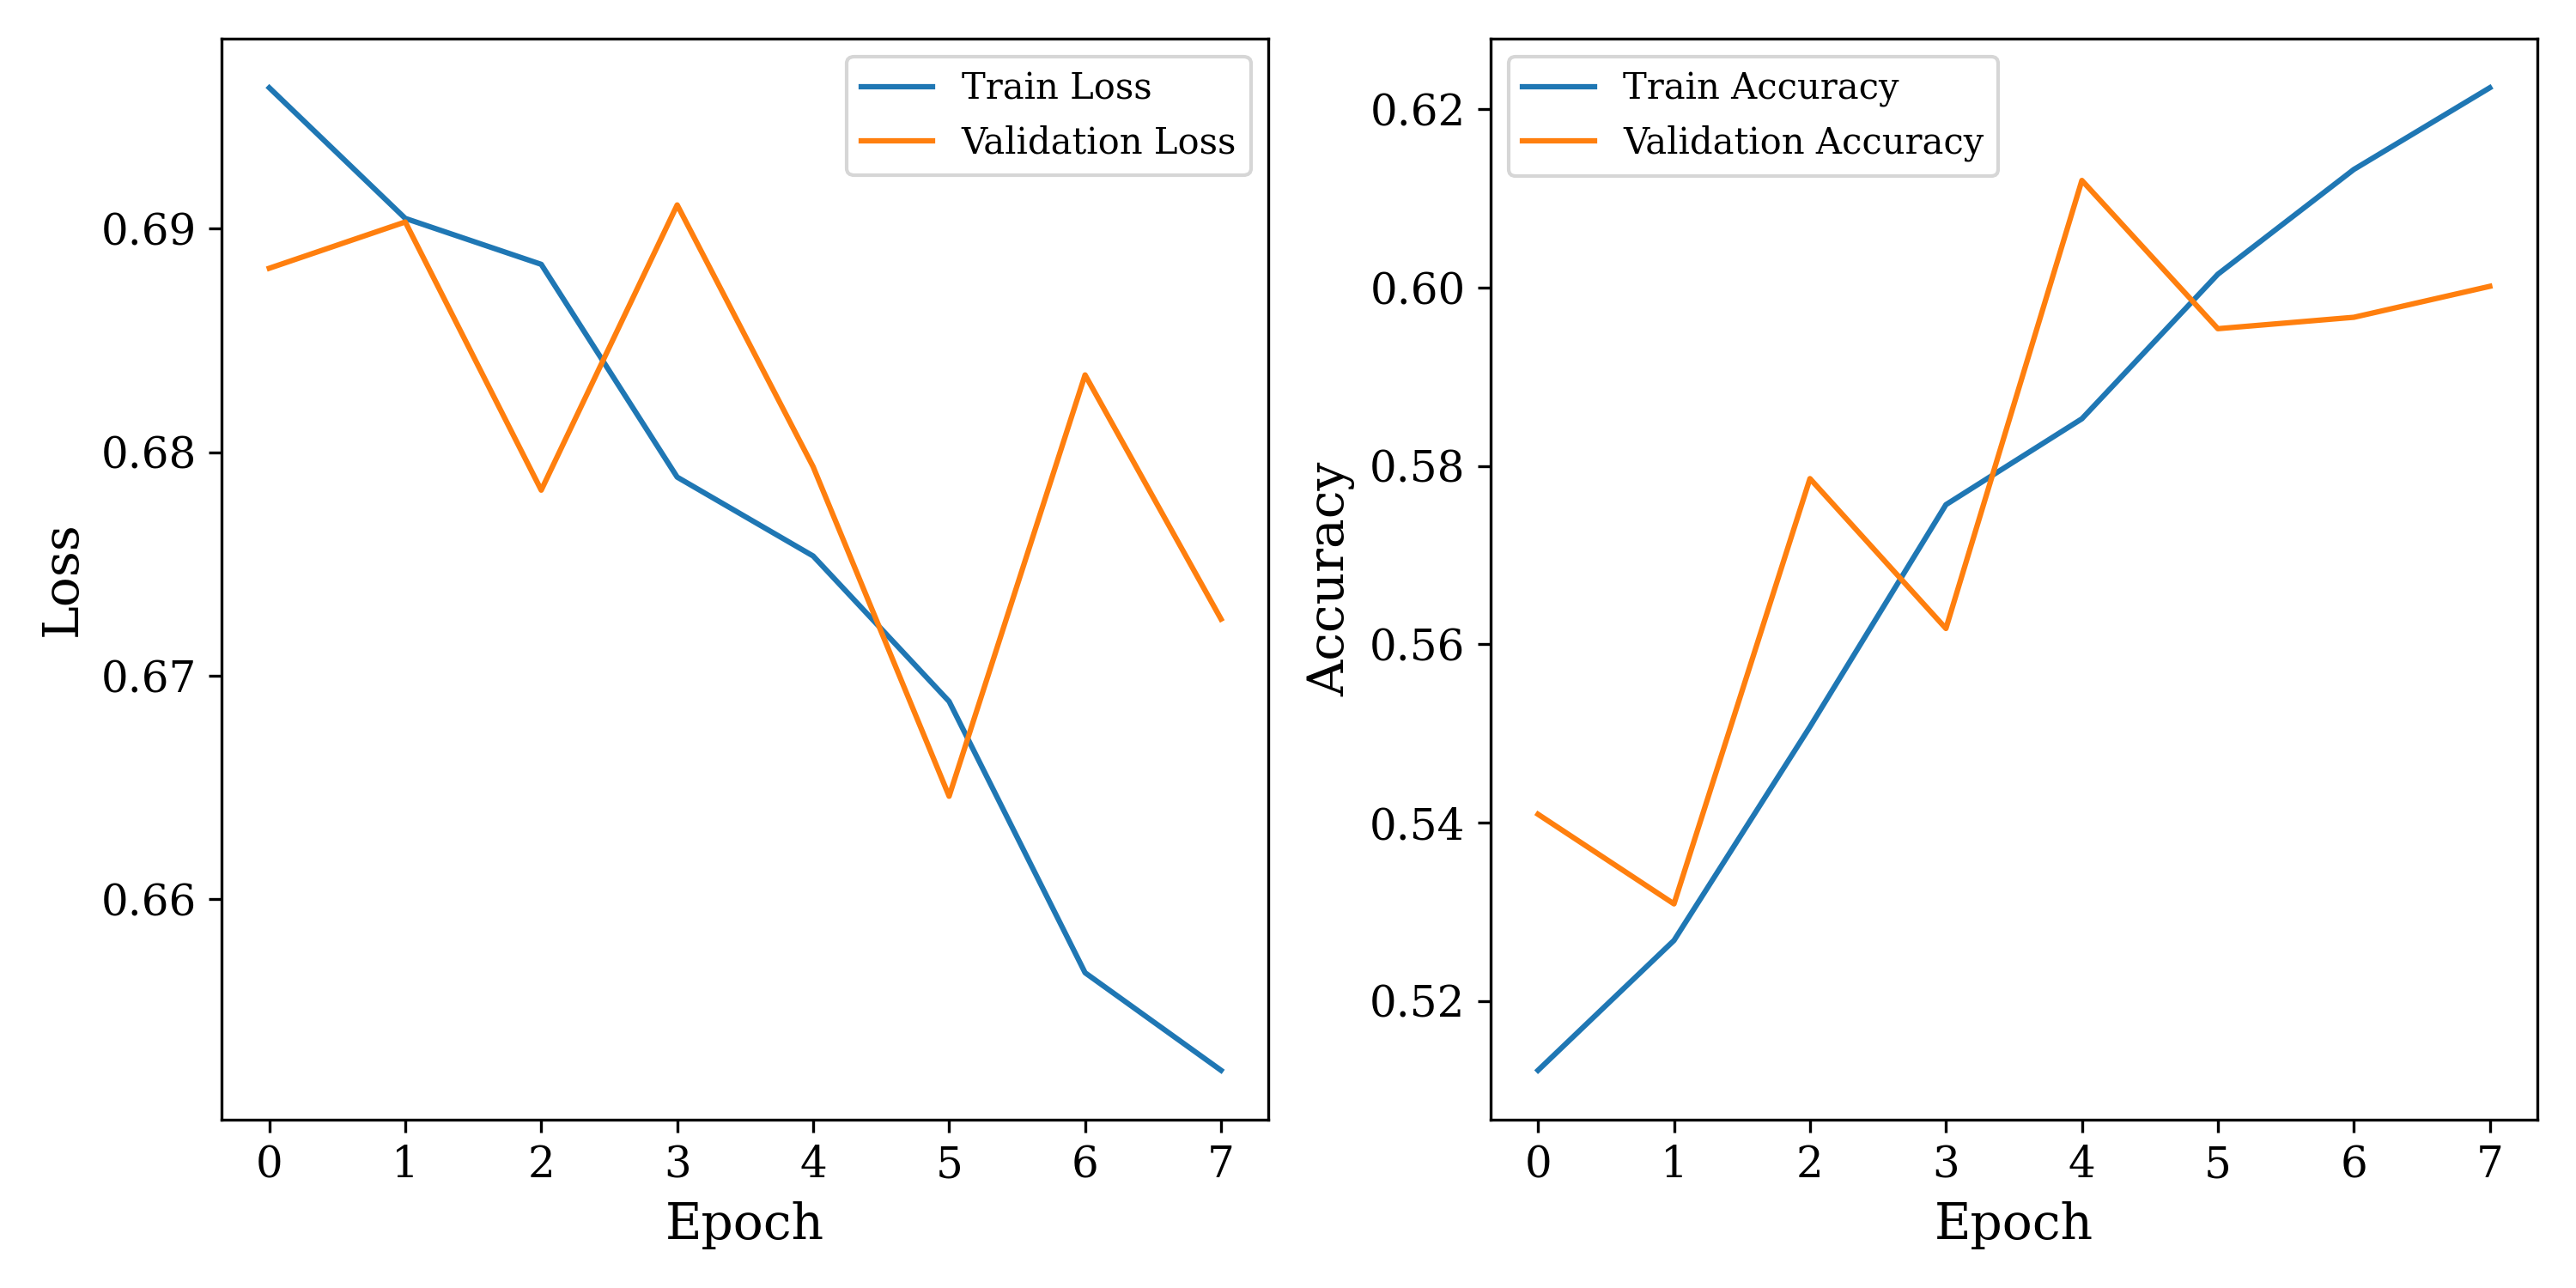 Train Loss
Validation Loss
0.69
0.68
0.67
0.66
Loss
0 1 2 3 4 5 6 7
Epoch
Train Accuracy
Validation Accuracy
0.62
0.60
0.58
0.56
0.54
0.52
Accuracy
0 1 2 3 4 5 6 7
Epoch